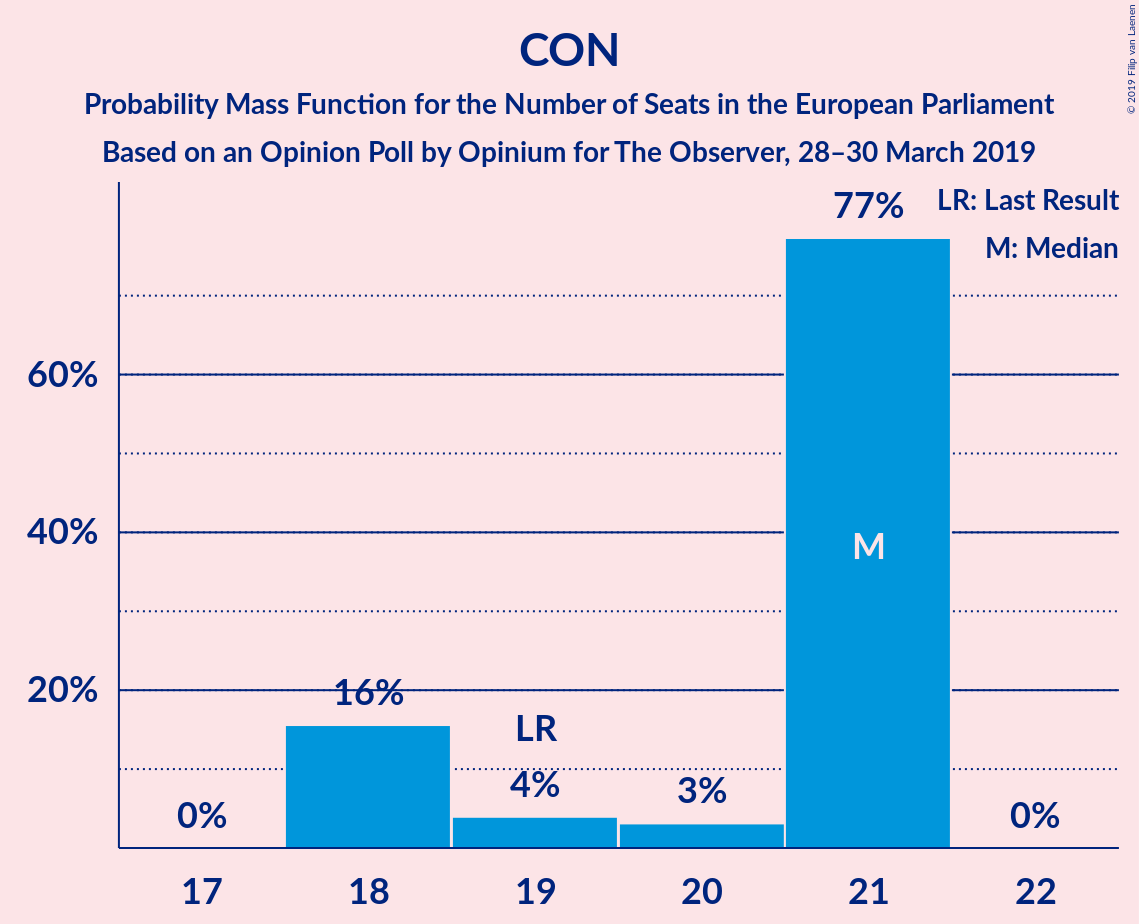 CON
Probability Mass Function for the Number of Seats in the European Parliament
Based on an Opinion Poll by Opinium for The Observer, 28–30 March 2019
© 2019 Filip van Laenen
LR: Last Result
M: Median
77%
60%
40%
20%
M
16%
LR
4%
3%
0%
0%
17 18 19 20 21 22